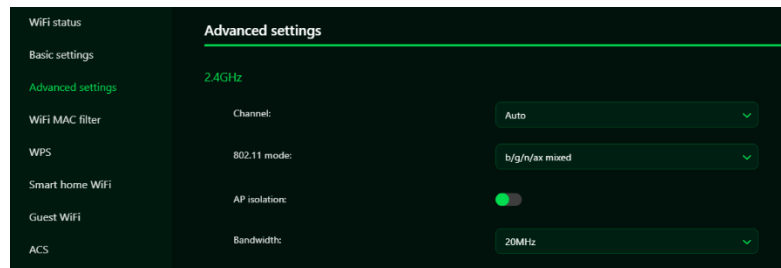 WiFi status
Basic settings
Advanced settings
WiFi MAC filter
WPS
Smart home WiFi
Guest WiFi
ACS
Advanced settings
2.4GHz
Channel: Auto
802.11 mode: b/g/n/ax mixed
AP isolation:
Bandwidth: 20MHz